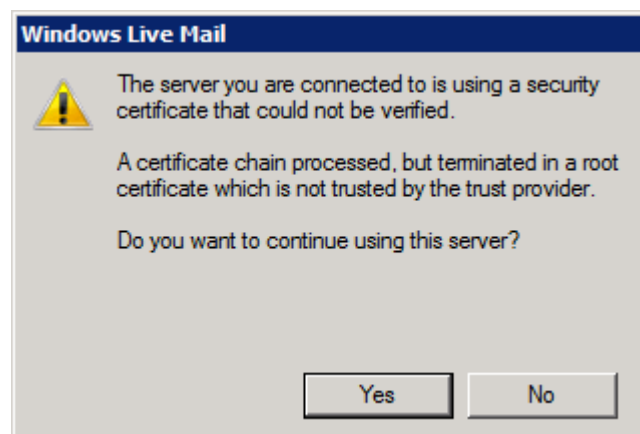 Windows Live Mail
The server you are connected to is using a security
certificate that could not be verified.
A certificate chain processed, but terminated in a root
certificate which is not trusted by the trust provider.
Do you want to continue using this server?
Yes No